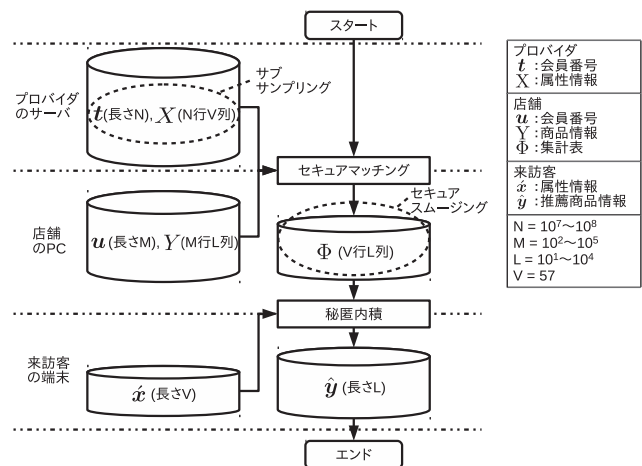 スタート
プロバイダ
のサーバ
サブ
サンプリング
t(長さN), X(N行V列)
セキュアマッチング
店舗
のPC
u(長さM), Y(M行L列)
セキュア
スムージング
Φ (V行L列)
秘匿内積
来訪客
の端末
x́ (長さV)
ŷ (長さL)
エンド
プロバイダ
t :会員番号
X :属性情報
店舗
u :会員番号
Y :商品情報
Φ :集計表
来訪客
x́ :属性情報
ŷ :推薦商品情報
N = 10⁷～10⁸
M = 10²～10⁵
L = 10¹～10⁴
V = 57